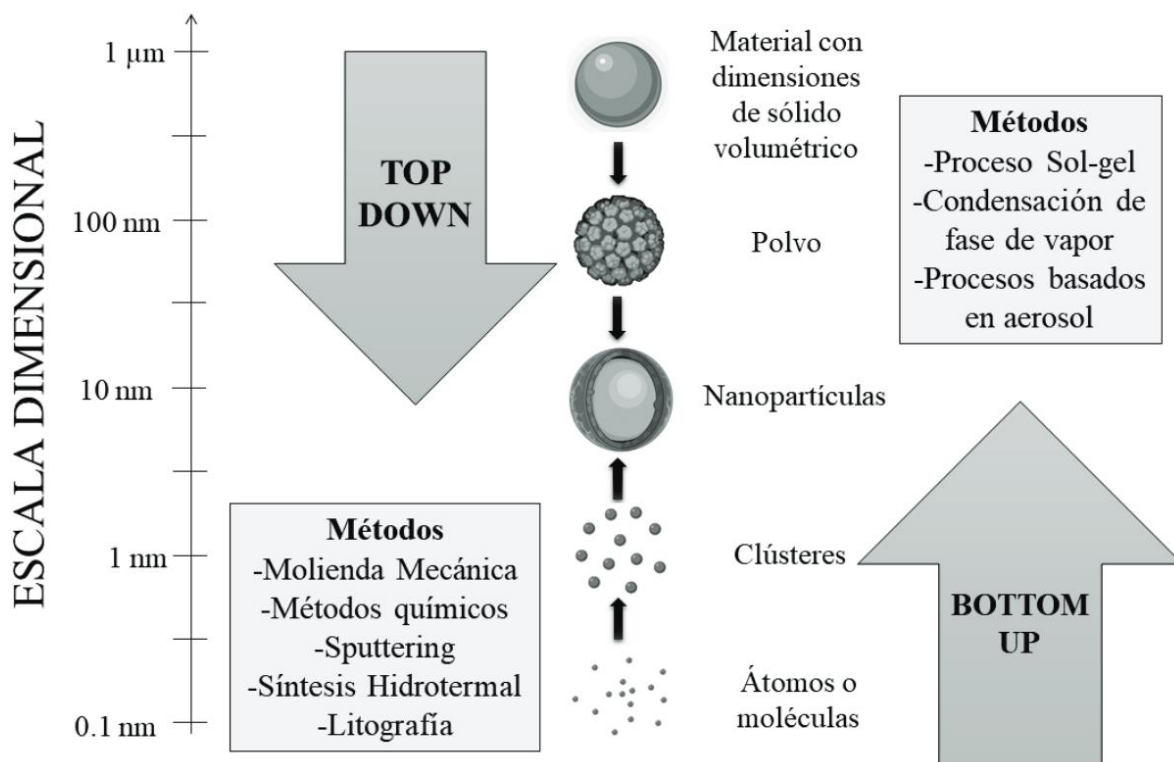 ESCALA DIMENSIONAL
1 µm
100 nm
10 nm
1 nm
0.1 nm
TOP
DOWN
Métodos
-Molienda Mecánica
-Métodos químicos
-Sputtering
-Síntesis Hidrotermal
-Litografía
Material con
dimensiones
de sólido
volumétrico
Polvo
Nanopartículas
Clústeres
Átomos o
moléculas
Métodos
-Proceso Sol-gel
-Condensación de
fase de vapor
-Procesos basados
en aerosol
BOTTOM
UP